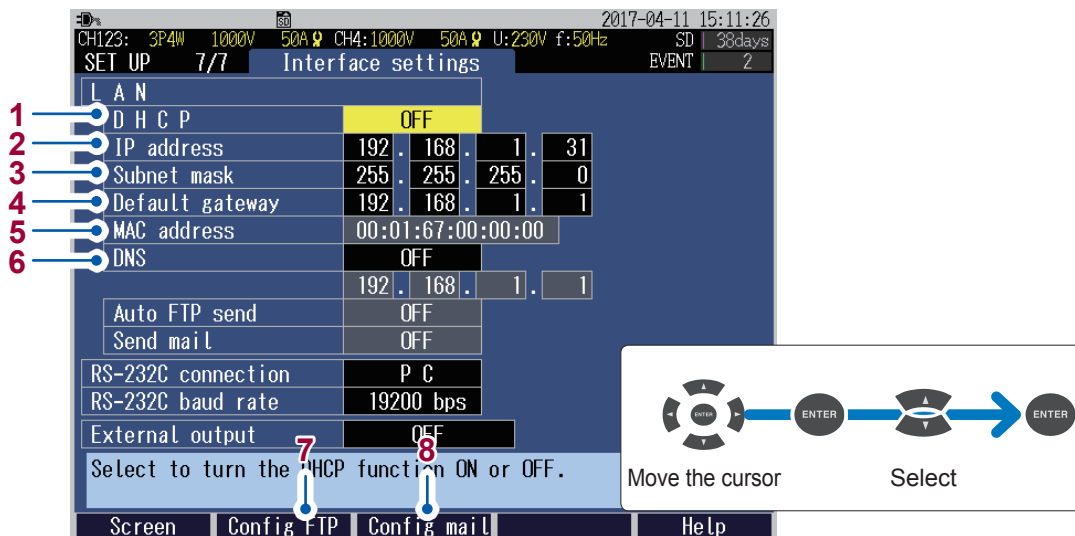 SD 2017-04-11 15:11:26
CH123: 3P4W 1000V 50A CH4:1000V 50A U:230V f:50Hz SD 38days
SET UP 7/7 Interface settings EVENT 2
LAN
1 DHCP OFF
2 IP address 192. 168. 1. 31
3 Subnet mask 255. 255. 255. 0
4 Default gateway 192. 168. 1. 1
5 MAC address 00:01:67:00:00:00
6 DNS OFF
192. 168. 1. 1
Auto FTP send OFF
Send mail OFF
RS-232C connection PC
RS-232C baud rate 19200 bps
External output OFF
7 8
Select to turn the DHCP function ON or OFF.
Screen Config FTP Config mail Help
ENTER ENTER ENTER
Move the cursor Select